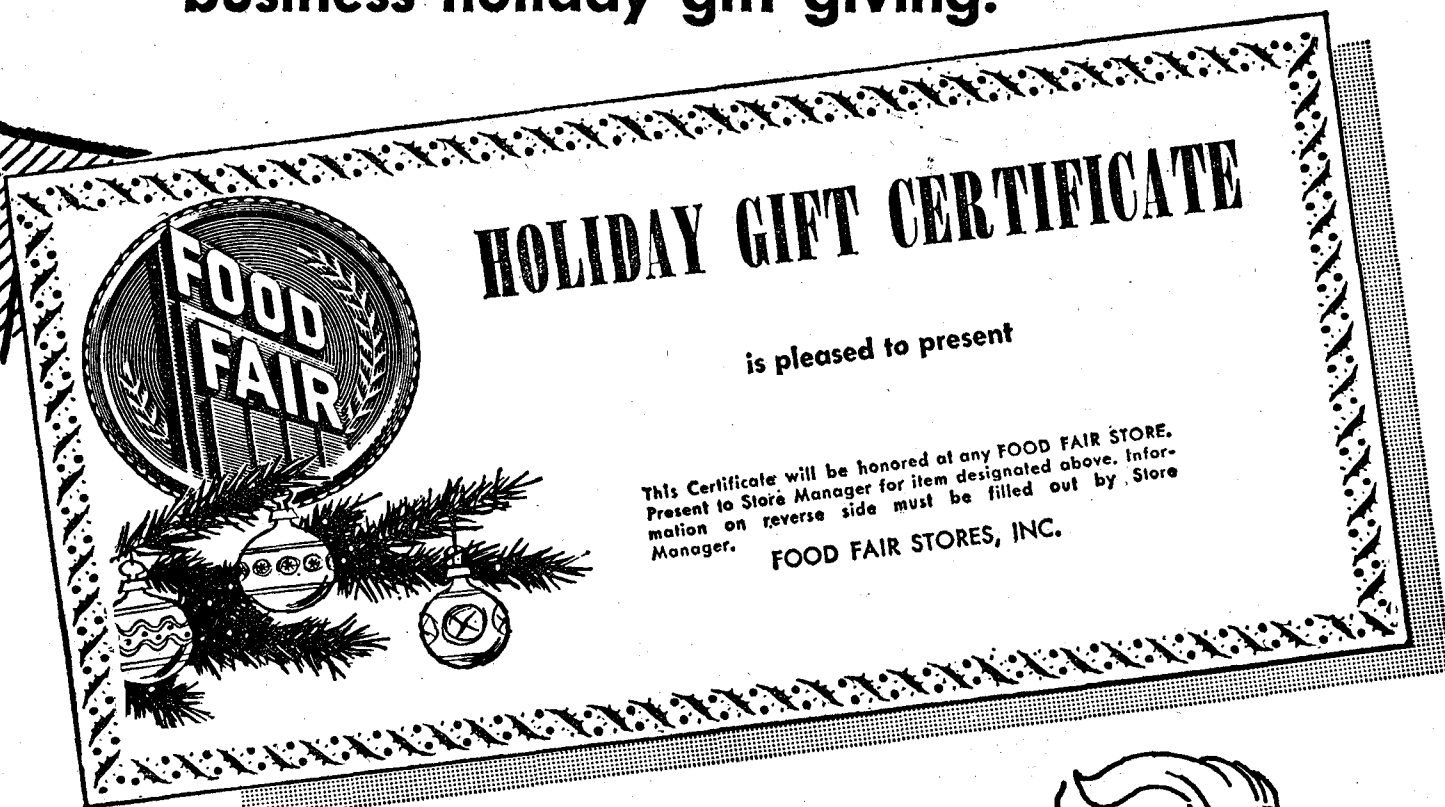 business holiday gift giving.
HOLIDAY GIFT CERTIFICATE
FOOD
FAIR
is pleased to present
This Certificate will be honored at any FOOD FAIR STORE.
Present to Store Manager for item designated above. Infor-
mation on reverse side must be filled out by Store
Manager.
FOOD FAIR STORES, INC.